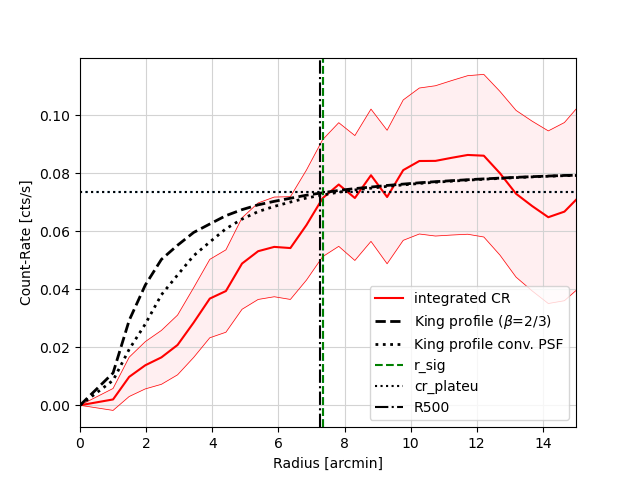 0.10
0.08
0.06
0.04
0.02
0.00
Count-Rate [cts/s]
integrated CR
King profile (β=2/3)
King profile conv. PSF
r_sig
cr_plateu
R500
0 2 4 6 8 10 12 14
Radius [arcmin]